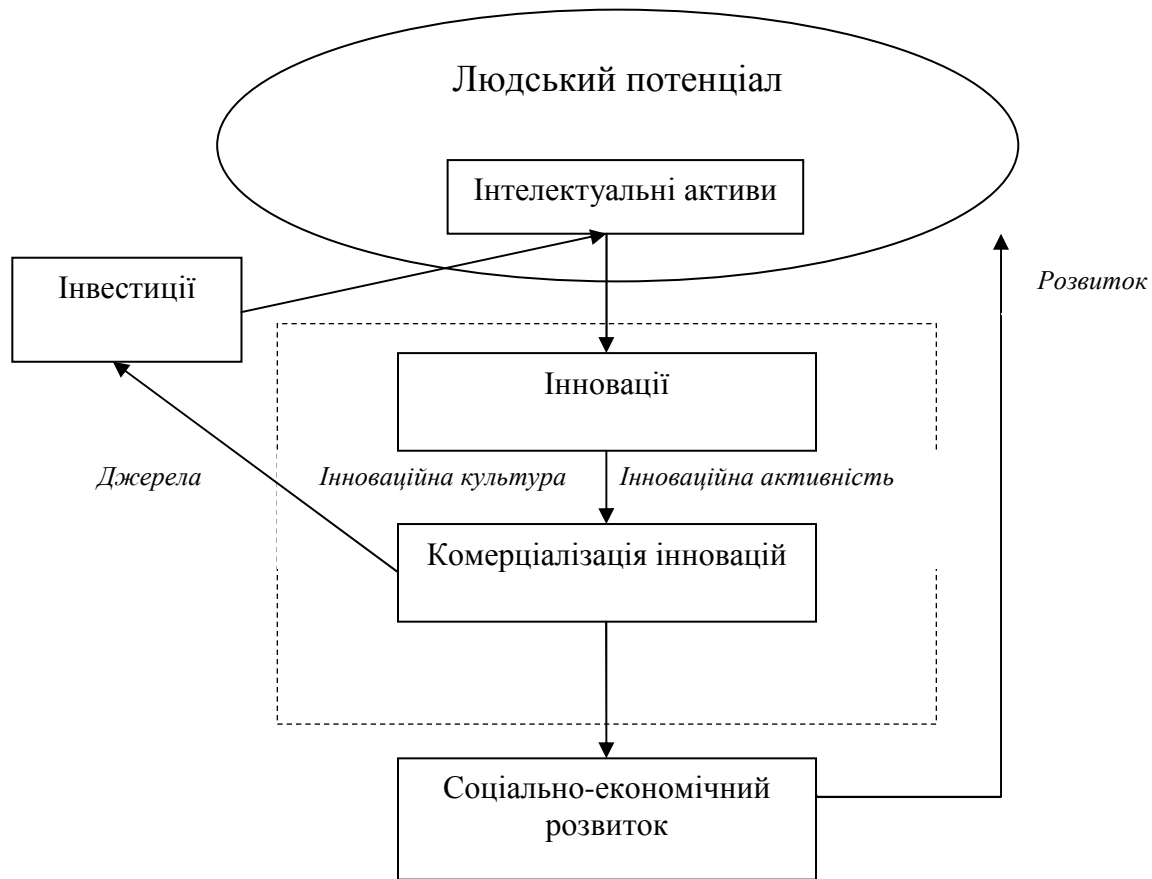 Людський потенціал
Інтелектуальні активи
Інвестиції
Розвиток
Інновації
Джерела
Інноваційна культура
Інноваційна активність
Комерціалізація інновацій
Соціально-економічний
розвиток